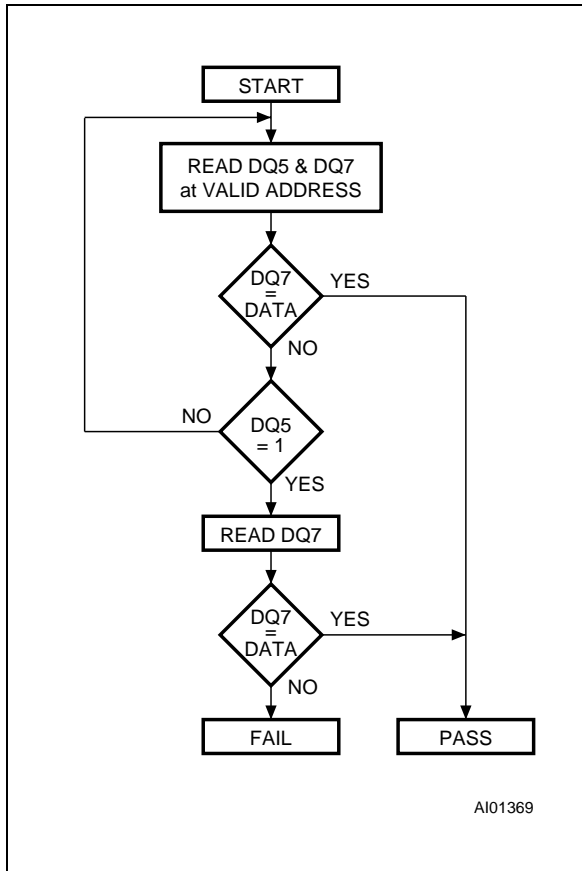 START
READ DQ5 & DQ7
at VALID ADDRESS
DQ7
=
DATA
YES
NO
NO
DQ5
= 1
YES
READ DQ7
DQ7
=
DATA
YES
NO
FAIL
PASS
AI01369